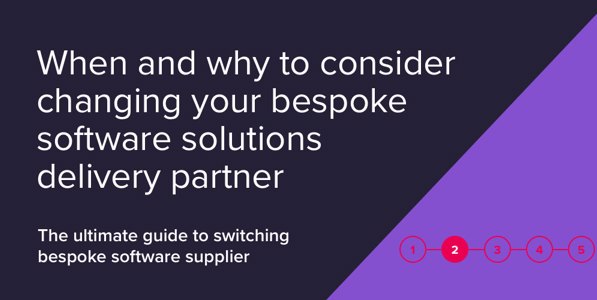 When and why to consider
changing your bespoke
software solutions
delivery partner
The ultimate guide to switching
bespoke software supplier
1 2 3 4 5